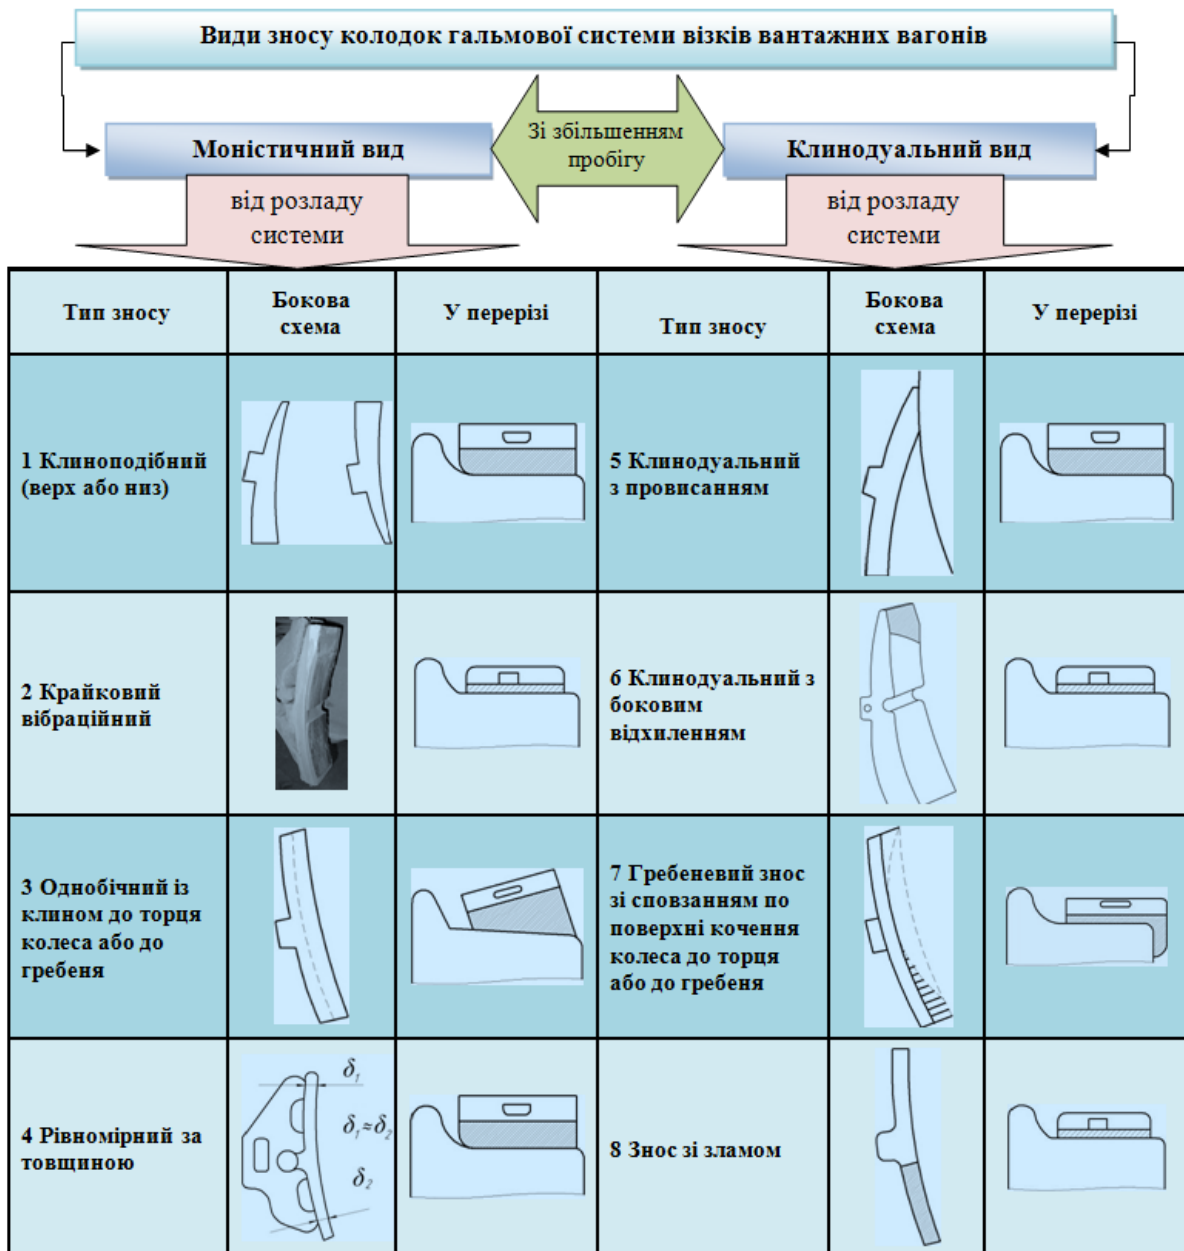 Види зносу колодок гальмової системи візків вантажних вагонів
Моністичний вид
Зі збільшенням
пробігу
Клинодуальний вид
від розладу
системи
від розладу
системи
Тип зносу
Бокова
схема
У перерізі
Тип зносу
Бокова
схема
У перерізі
1 Клиноподібний
(верх або низ)
5 Клинодуальний
з провисанням
2 Крайковий
вібраційний
6 Клинодуальний з
боковим
відхиленням
3 Однобічний із
клином до торця
колеса або до
гребеня
7 Гребеневий знос
зі сповзанням по
поверхні кочення
колеса до торця
або до гребеня
4 Рівномірний за
товщиною
δ₁
δ₁≈δ₂
δ₂
8 Знос зі зламом